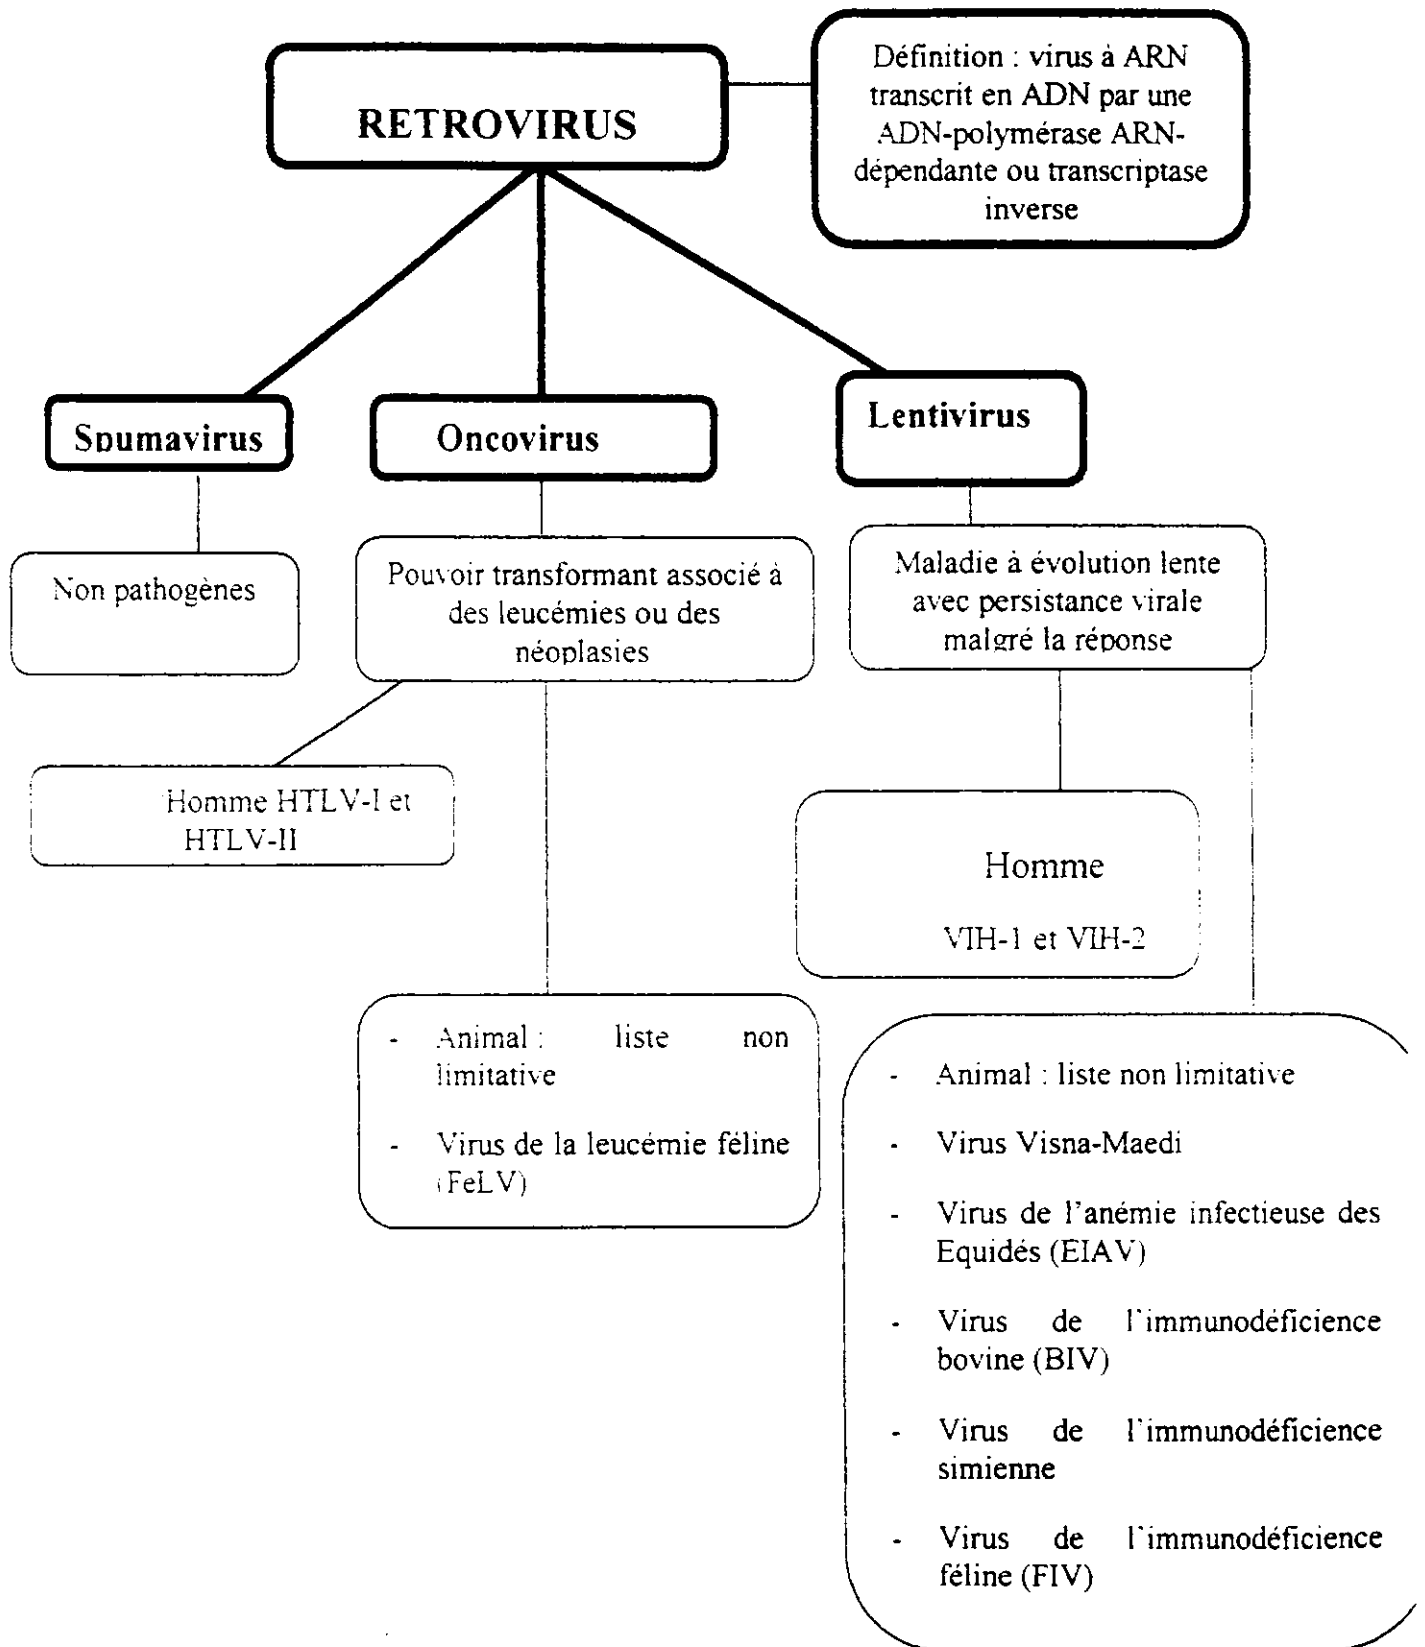 RETROVIRUS
Définition : virus à ARN
transcrit en ADN par une
ADN-polymérase ARN-
dépendante ou transcriptase
inverse
Spumavirus
Oncovirus
Lentivirus
Non pathogènes
Pouvoir transformant associé à
des leucémies ou des
néoplasies
Maladie à évolution lente
avec persistance virale
malgré la réponse
Homme HTLV-I et
HTLV-II
Homme
VIH-1 et VIH-2
- Animal : liste non
limitative
- Virus de la leucémie féline
(FeLV)
- Animal : liste non limitative
- Virus Visna-Maedi
- Virus de l'anémie infectieuse des
Equidés (EIAV)
- Virus de l'immunodéficience
bovine (BIV)
- Virus de l'immunodéficience
simienne
- Virus de l'immunodéficience
féline (FIV)